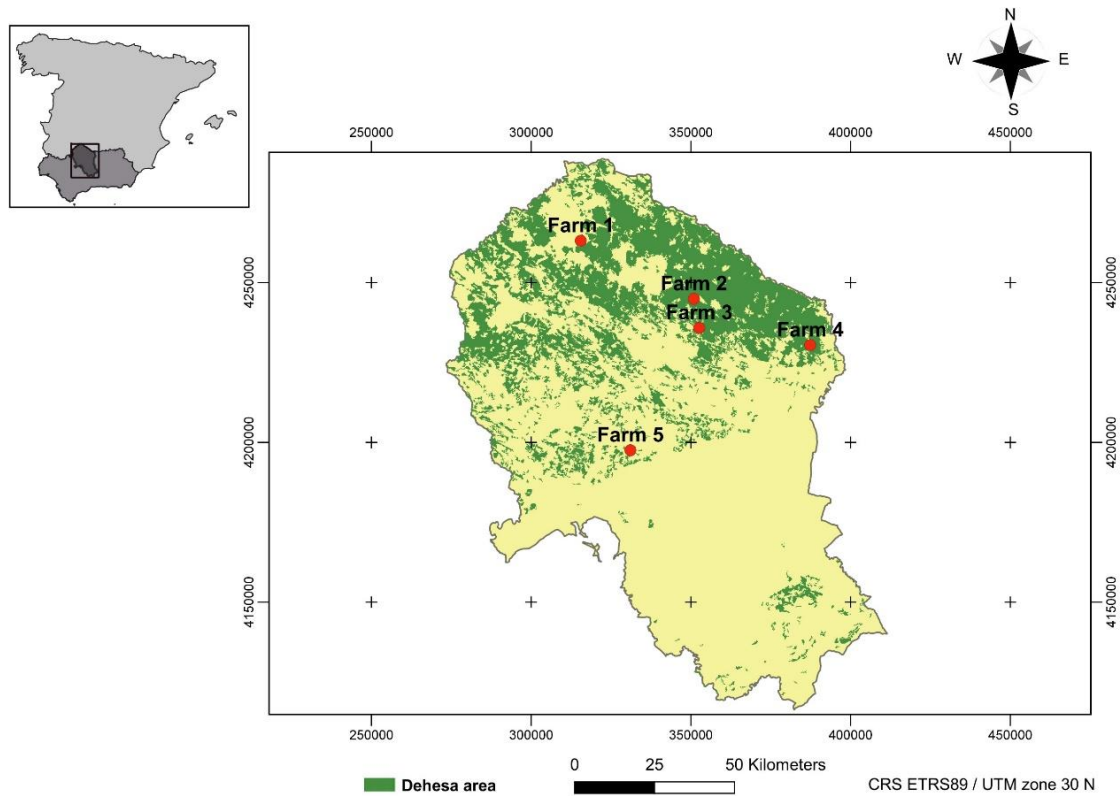 N
W E
S
250000 300000 350000 400000 450000
Farm 1
4250000 4250000
Farm 2
Farm 3
Farm 4
Farm 5
4200000 4200000
4150000 4150000
250000 300000 350000 400000 450000
0 25 50 Kilometers
Dehesa area
CRS ETRS89 / UTM zone 30 N